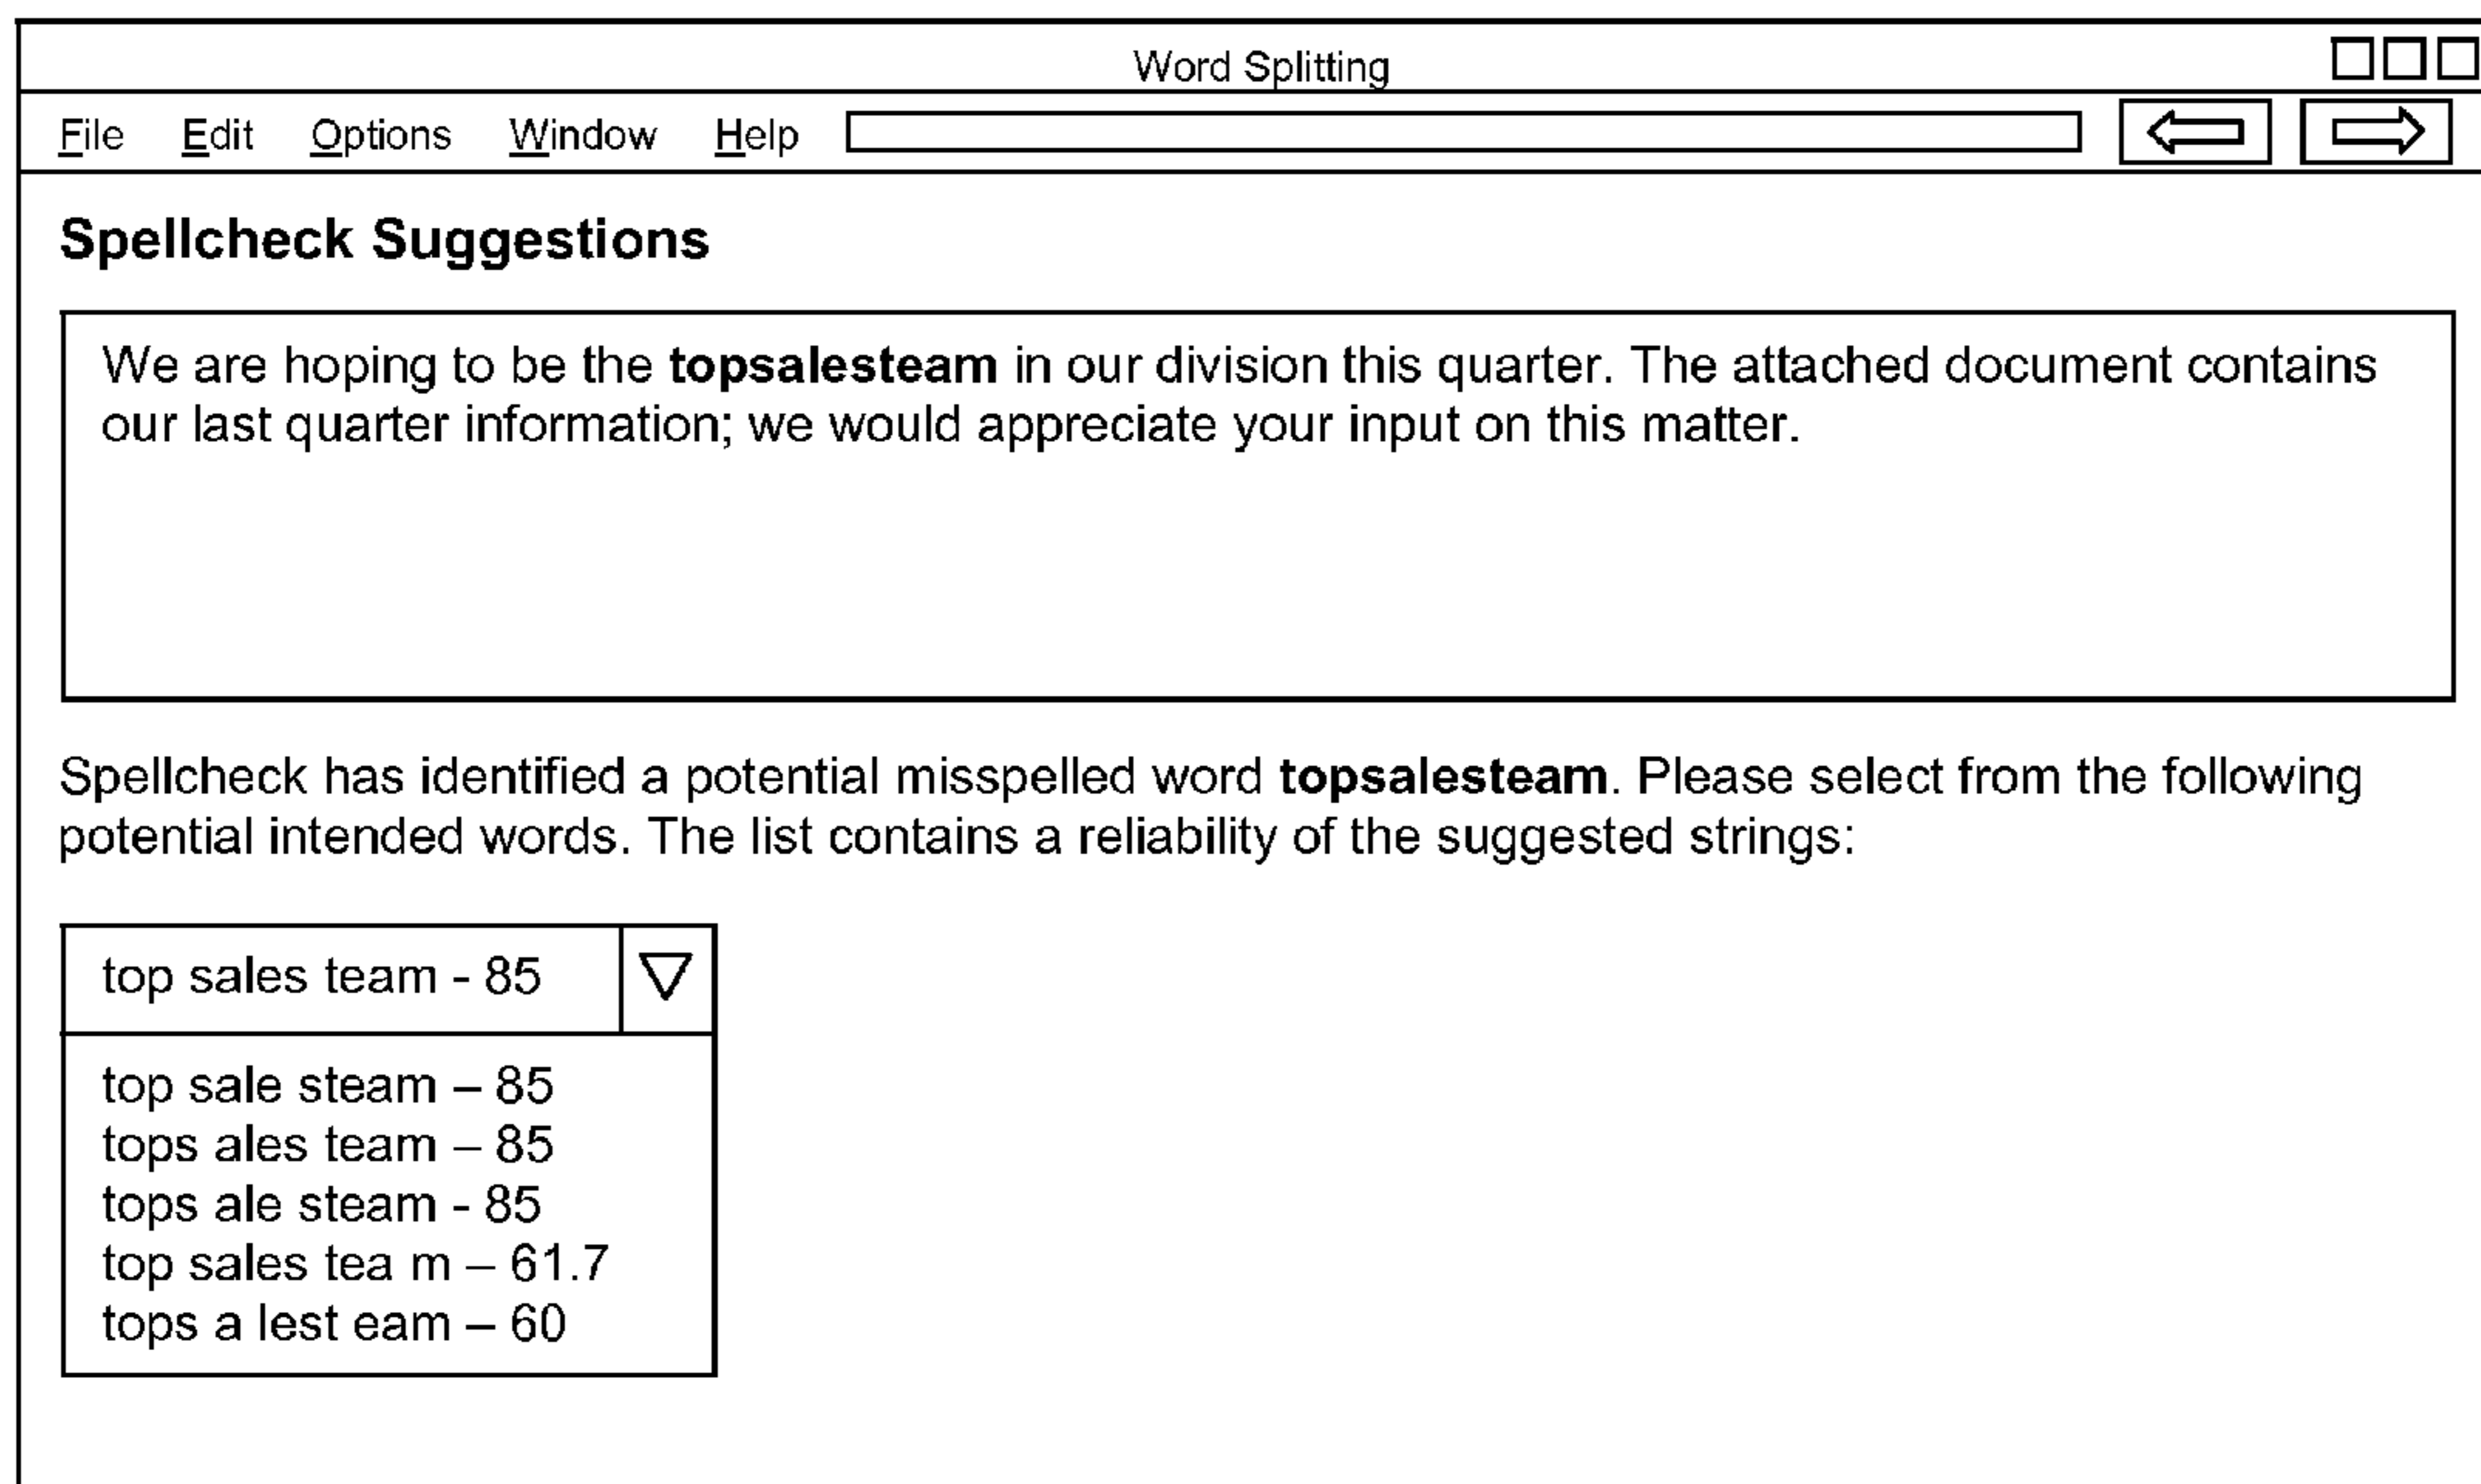 Word Splitting
File Edit Options Window Help
Spellcheck Suggestions
We are hoping to be the topsalesteam in our division this quarter. The attached document contains
our last quarter information; we would appreciate your input on this matter.
Spellcheck has identified a potential misspelled word topsalesteam. Please select from the following
potential intended words. The list contains a reliability of the suggested strings:
top sales team - 85
top sale steam – 85
tops ales team – 85
tops ale steam - 85
top sales tea m – 61.7
tops a lest eam – 60